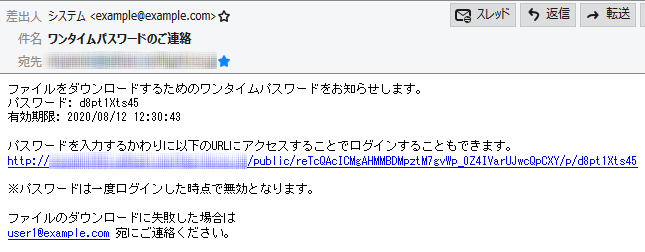 差出人 システム <example@example.com>
スレッド 返信 転送
件名 ワンタイムパスワードのご連絡
宛先
ファイルをダウンロードするためのワンタイムパスワードをお知らせします。
パスワード: d8pt1Xts45
有効期限: 2020/08/12 12:30:43
パスワードを入力するかわりに以下のURLにアクセスすることでログインすることもできます。
http:// /public/reTcQAcICMgAHMMBDMpztM7gvWp_0Z4IVarUJwcQpCXY/p/d8pt1Xts45
※パスワードは一度ログインした時点で無効となります。
ファイルのダウンロードに失敗した場合は
user1@example.com 宛にご連絡ください。